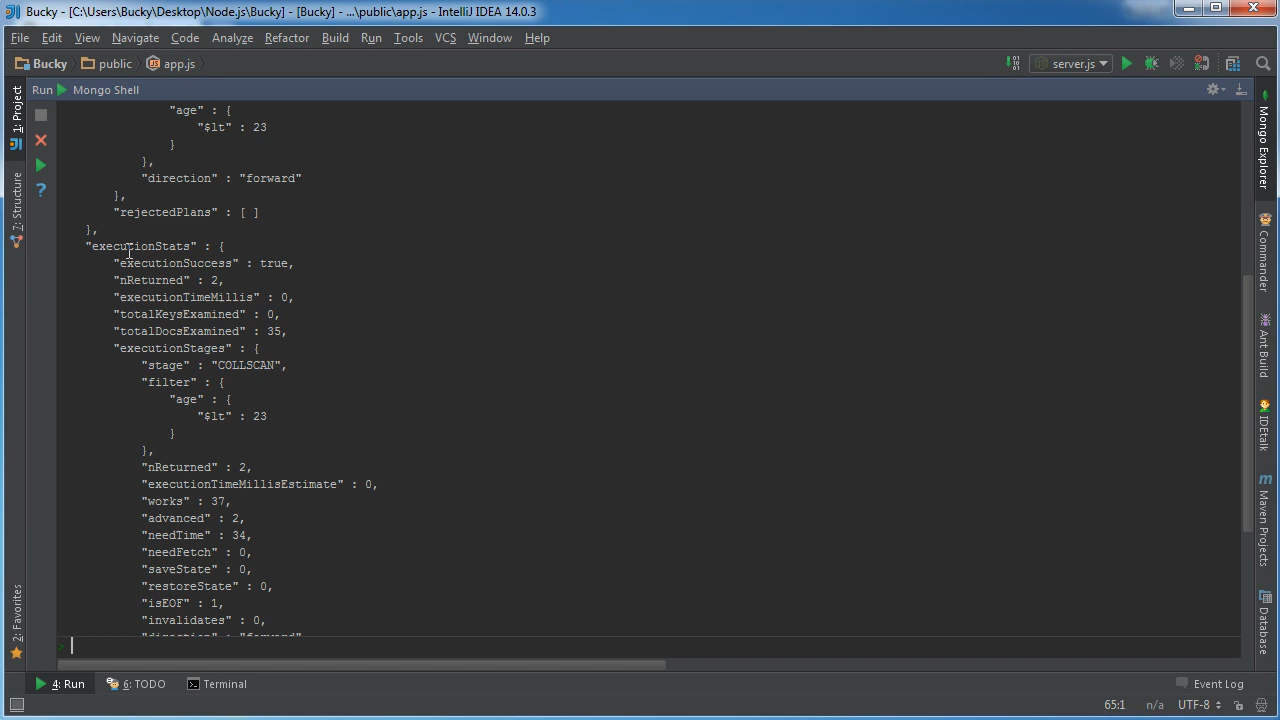 Bucky - [C:\Users\Bucky\Desktop\Node.js\Bucky] - [Bucky] - ...\public\app.js - IntelliJ IDEA 14.0.3
File Edit View Navigate Code Analyze Refactor Build Run Tools VCS Window Help
Bucky public app.js server.js
Run Mongo Shell
"age" : {
"$lt" : 23
}
},
"direction" : "forward"
},
"rejectedPlans" : [ ]
},
"executionStats" : {
"executionSuccess" : true,
"nReturned" : 2,
"executionTimeMillis" : 0,
"totalKeysExamined" : 0,
"totalDocsExamined" : 35,
"executionStages" : {
"stage" : "COLLSCAN",
"filter" : {
"age" : {
"$lt" : 23
}
},
"nReturned" : 2,
"executionTimeMillisEstimate" : 0,
"works" : 37,
"advanced" : 2,
"needTime" : 34,
"needFetch" : 0,
"saveState" : 0,
"restoreState" : 0,
"isEOF" : 1,
"invalidates" : 0,
"direction" : "forward"
>
1: Project
7: Structure
2: Favorites
Mongo Explorer
Commander
Ant Build
IDEtalk
Maven Projects
Database
4: Run 6: TODO Terminal Event Log
65:1 n/a UTF-8